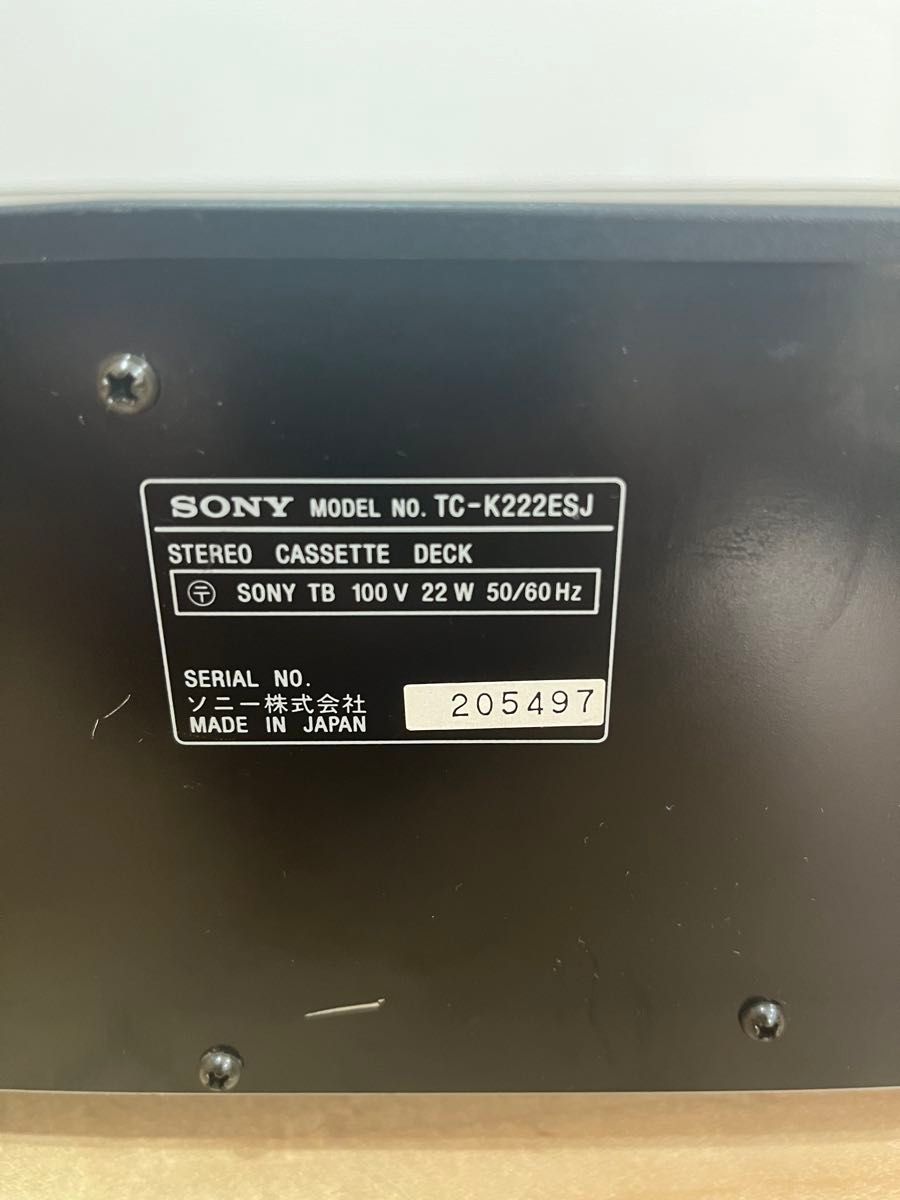 SONY MODEL NO. TC-K222ESJ
STEREO CASSETTE DECK
〶 SONY TB 100 V 22 W 50/60 Hz
SERIAL NO.
ソニー株式会社 205497
MADE IN JAPAN